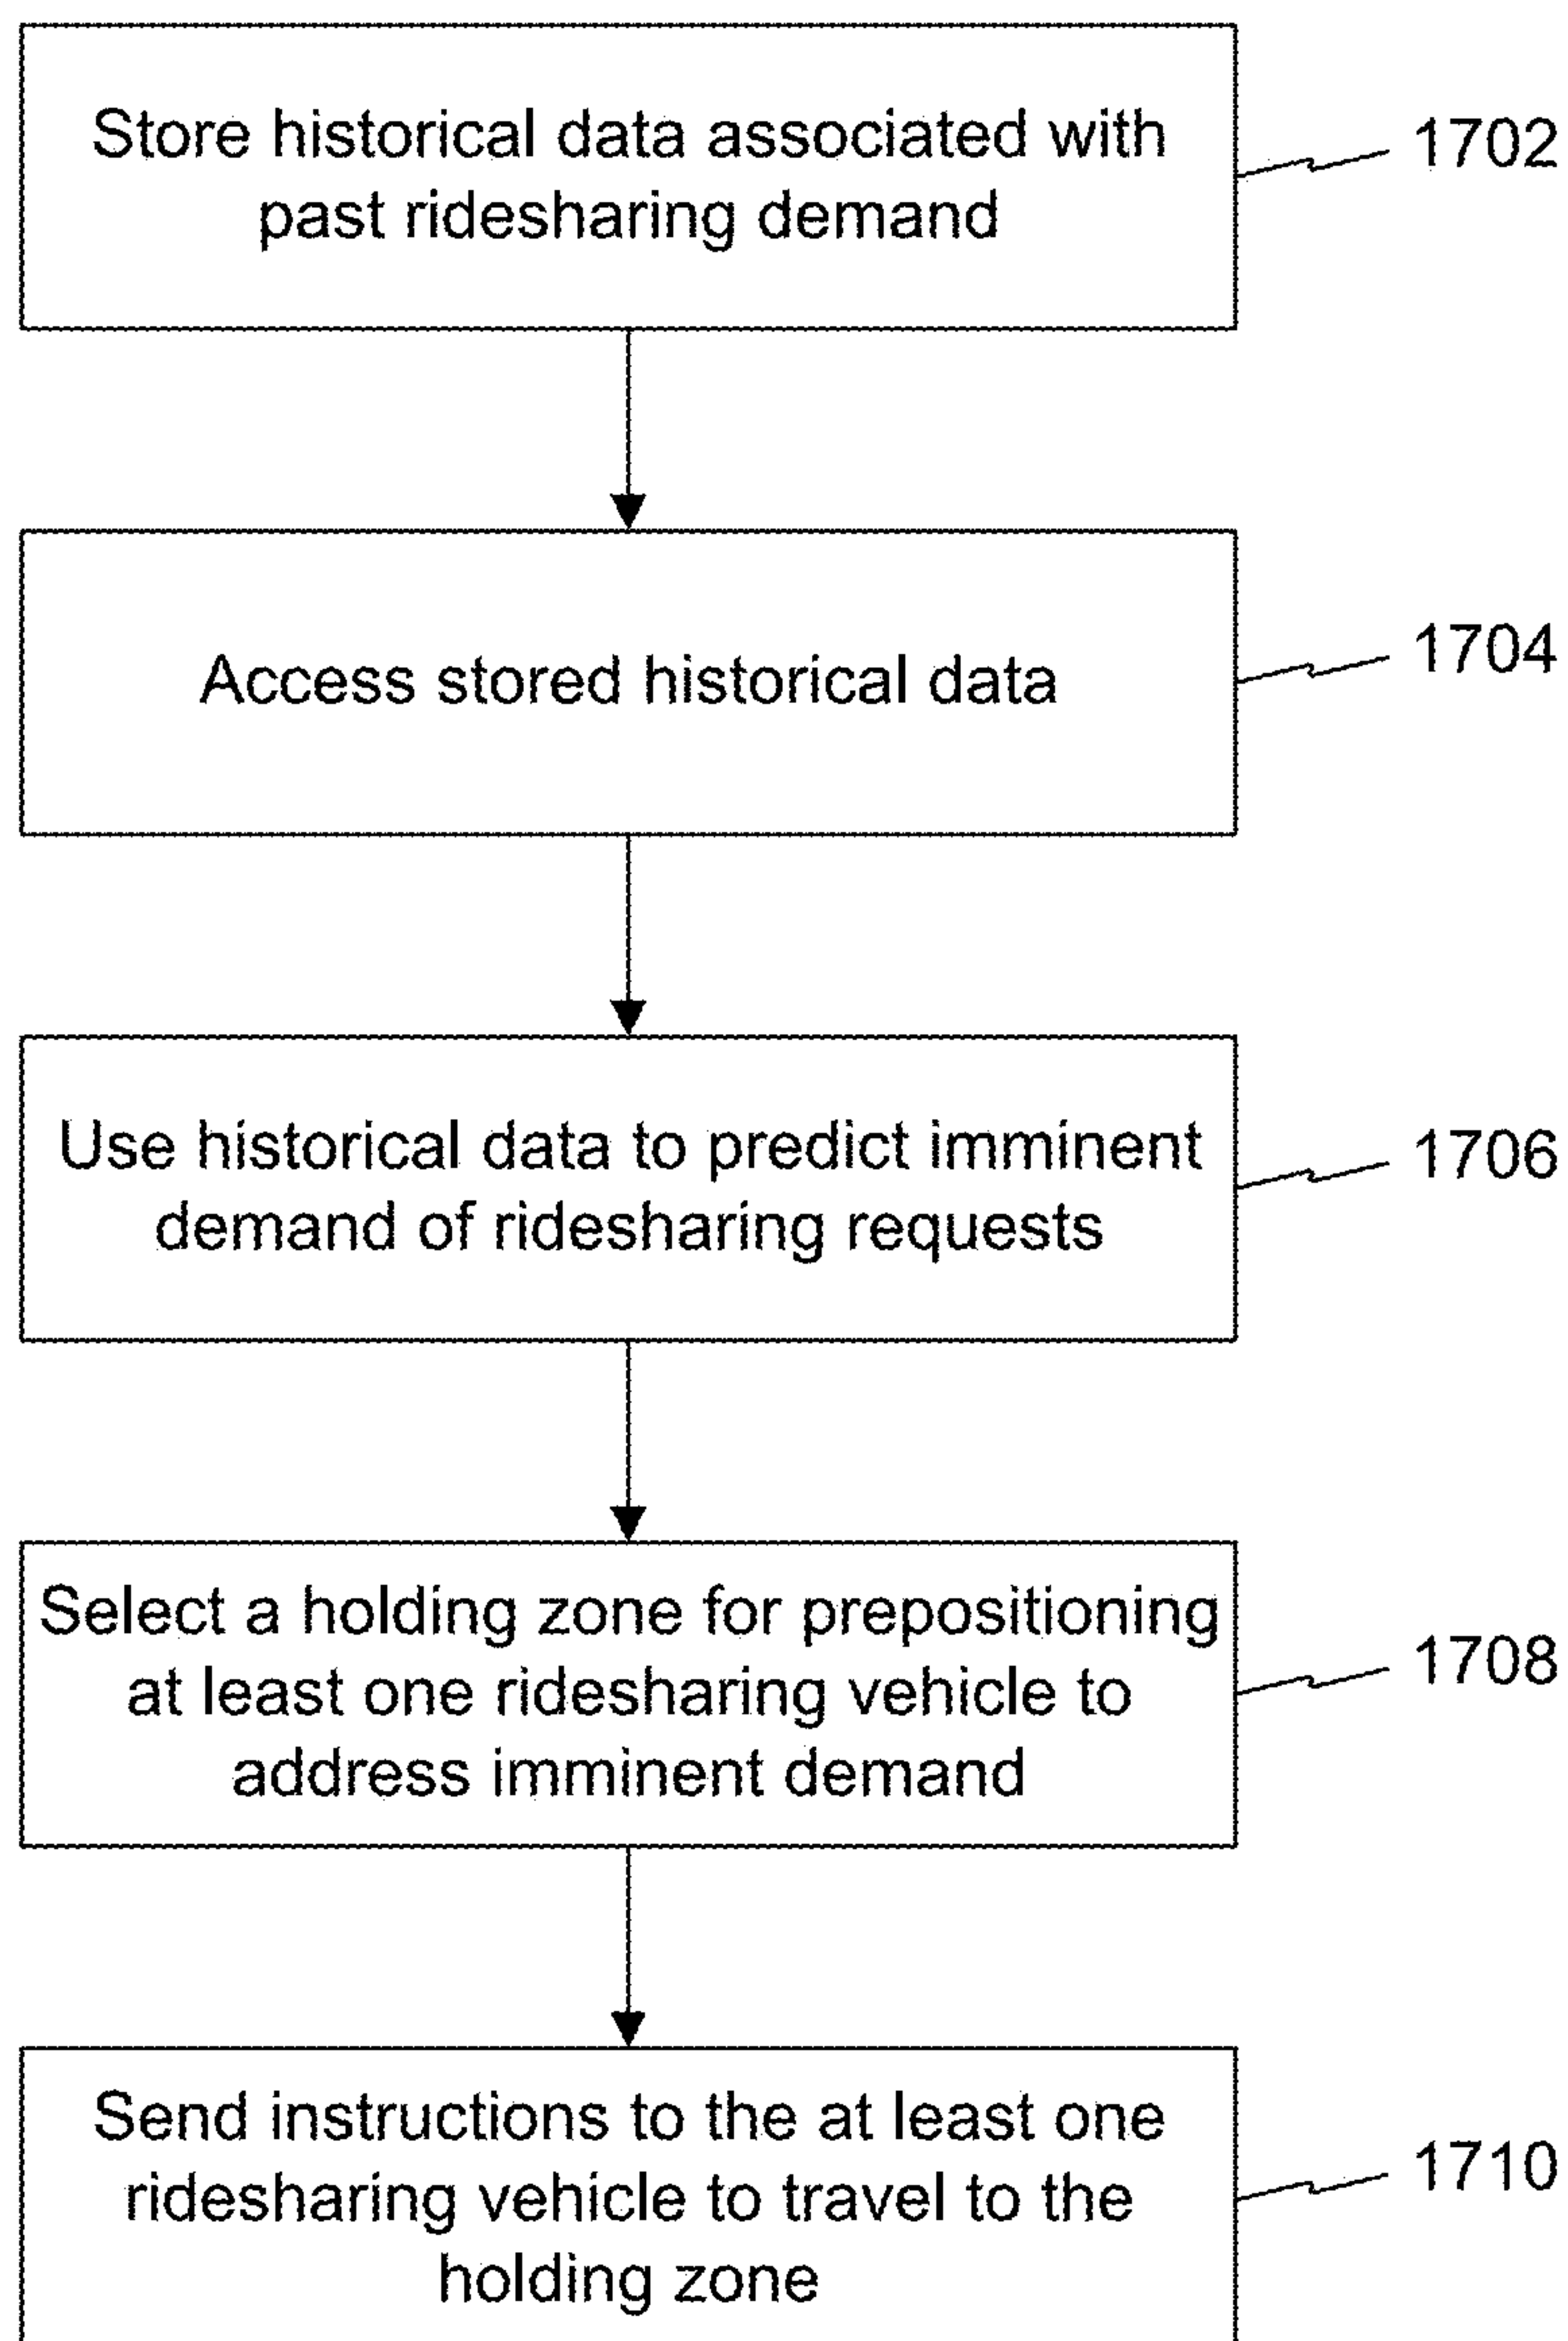 Store historical data associated with
past ridesharing demand
1702
Access stored historical data
1704
Use historical data to predict imminent
demand of ridesharing requests
1706
Select a holding zone for prepositioning
at least one ridesharing vehicle to
address imminent demand
1708
Send instructions to the at least one
ridesharing vehicle to travel to the
holding zone
1710